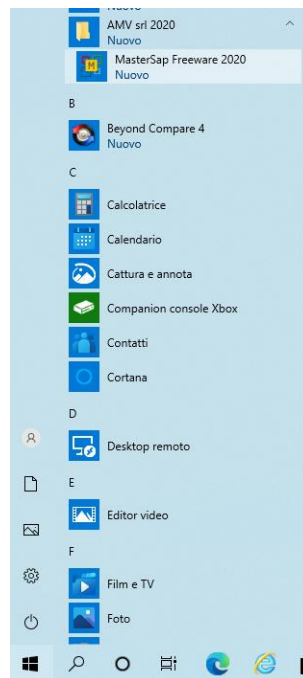 Nuovo
AMV srl 2020
Nuovo
MasterSap Freeware 2020
Nuovo
B
Beyond Compare 4
Nuovo
C
Calcolatrice
Calendario
Cattura e annota
Companion console Xbox
Contatti
Cortana
D
Desktop remoto
E
Editor video
F
Film e TV
Foto